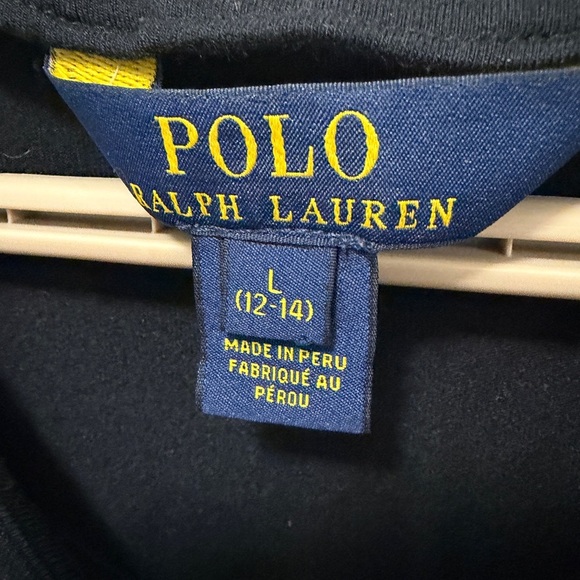 POLO
RALPH LAUREN
L
(12-14)
MADE IN PERU
FABRIQUÉ AU
PÉROU